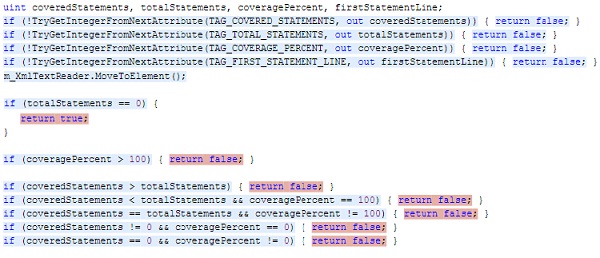 uint coveredStatements, totalStatements, coveragePercent, firstStatementLine;
if (!TryGetIntegerFromNextAttribute(TAG_COVERED_STATEMENTS, out coveredStatements)) { return false; }
if (!TryGetIntegerFromNextAttribute(TAG_TOTAL_STATEMENTS, out totalStatements)) { return false; }
if (!TryGetIntegerFromNextAttribute(TAG_COVERAGE_PERCENT, out coveragePercent)) { return false; }
if (!TryGetIntegerFromNextAttribute(TAG_FIRST_STATEMENT_LINE, out firstStatementLine)) { return false; }
m_XmlTextReader.MoveToElement();
if (totalStatements == 0) {
return true;
}
if (coveragePercent > 100) { return false; }
if (coveredStatements > totalStatements) { return false; }
if (coveredStatements < totalStatements && coveragePercent == 100) { return false; }
if (coveredStatements == totalStatements && coveragePercent != 100) { return false; }
if (coveredStatements != 0 && coveragePercent == 0) { return false; }
if (coveredStatements == 0 && coveragePercent != 0) { return false; }